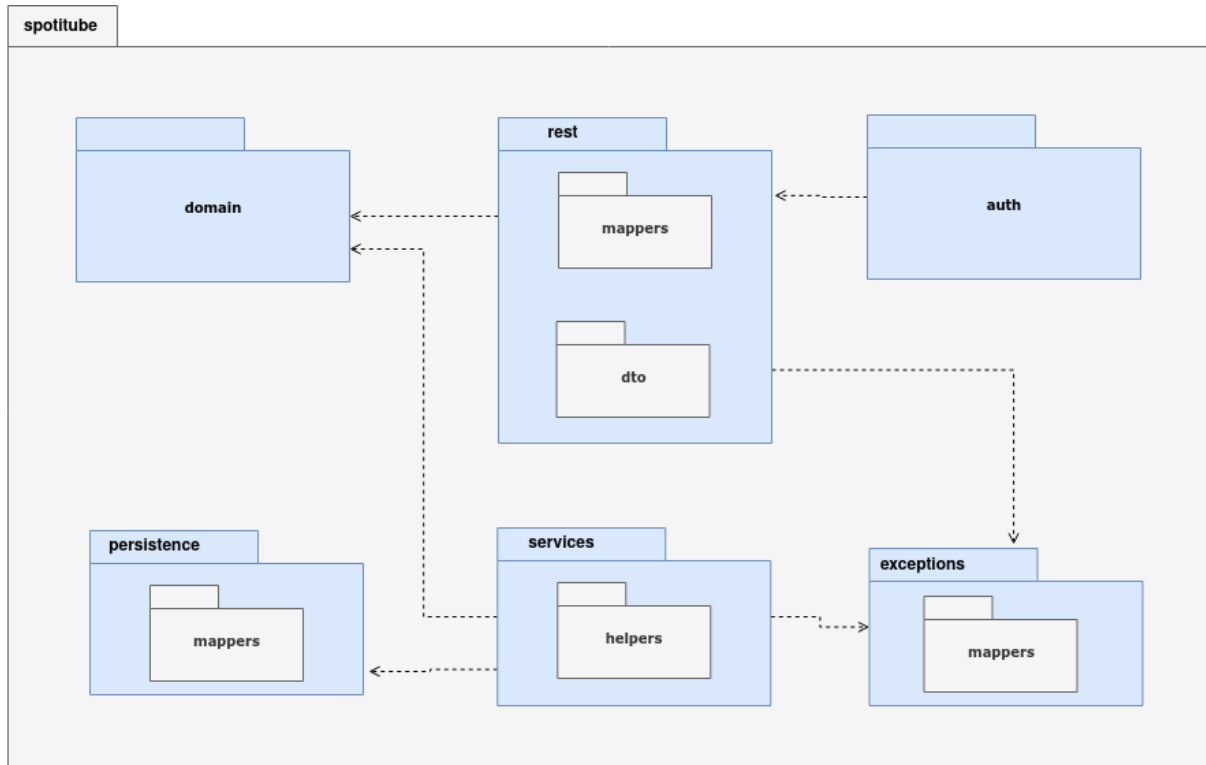 spotitube
rest
domain
mappers
auth
dto
persistence
services
exceptions
mappers
helpers
mappers